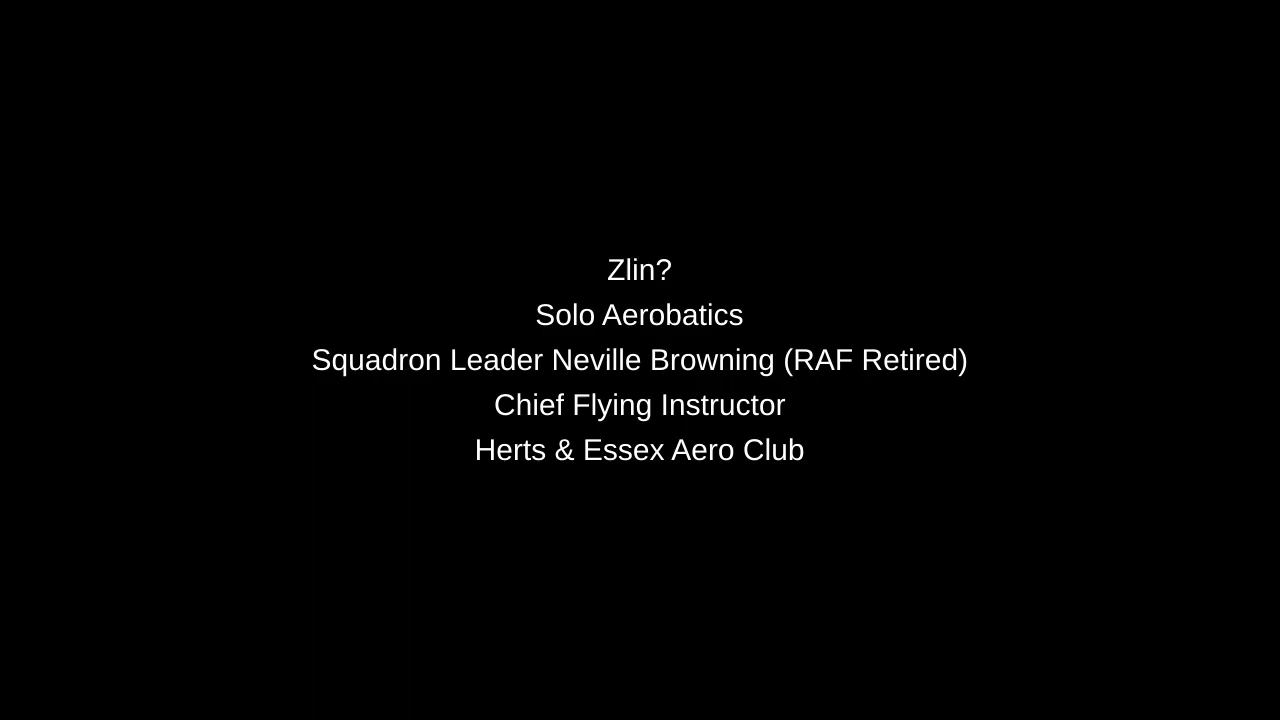 Zlin?
Solo Aerobatics
Squadron Leader Neville Browning (RAF Retired)
Chief Flying Instructor
Herts & Essex Aero Club